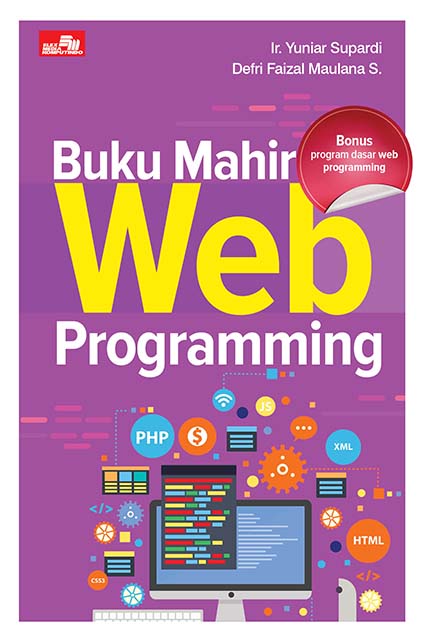 ELEX
MEDIA
KOMPUTINDO
Ir. Yuniar Supardi
Defri Faizal Maulana S.
Bonus
program dasar web
programming
Buku Mahir
Web
Programming
JS
PHP
$
XML
</>
HTML
CSS3
</>